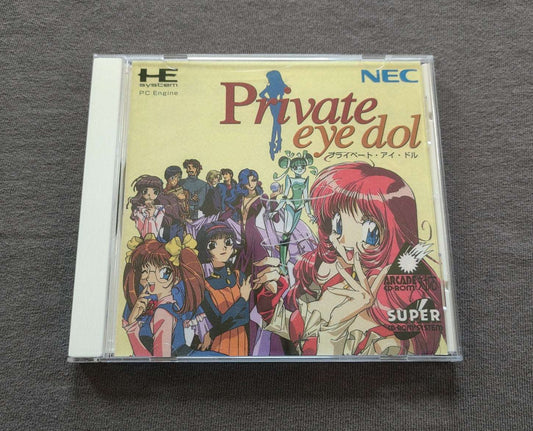 HE
system
PC Engine
NEC
Private
eye dol
プライベート・アイ・ドル
ARCADE
CD-ROM
SUPER
CD-ROM SYSTEM